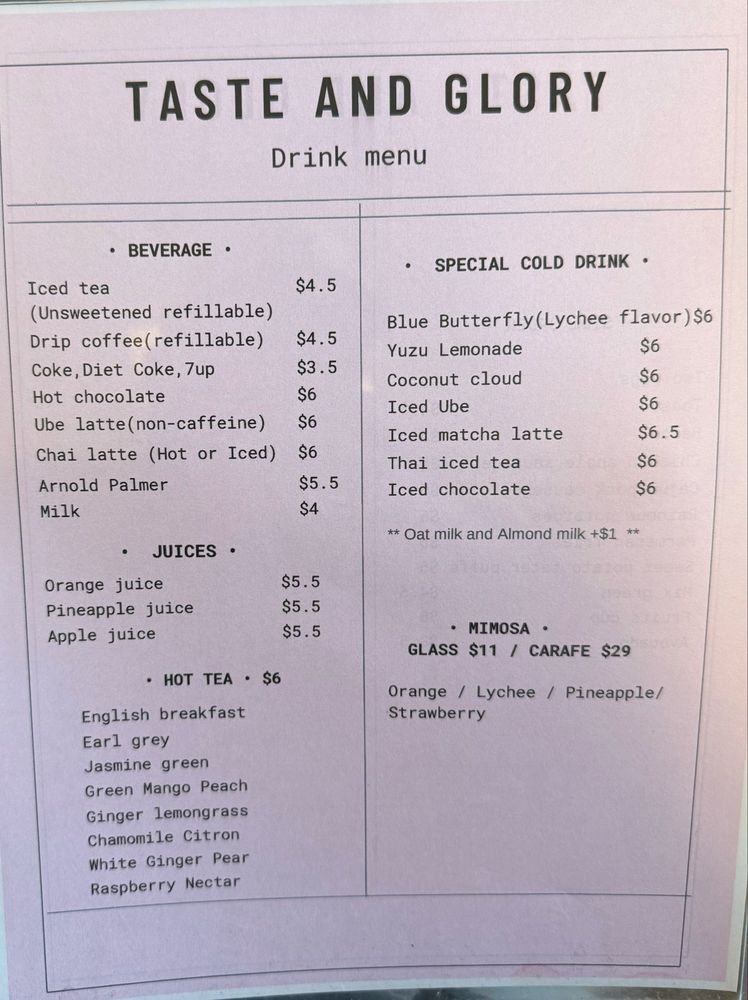 TASTE AND GLORY
Drink menu
· BEVERAGE ·
Iced tea $4.5
(Unsweetened refillable)
Drip coffee(refillable) $4.5
Coke,Diet Coke,7up $3.5
Hot chocolate $6
Ube latte(non-caffeine) $6
Chai latte (Hot or Iced) $6
Arnold Palmer $5.5
Milk $4
· JUICES ·
Orange juice $5.5
Pineapple juice $5.5
Apple juice $5.5
· HOT TEA · $6
English breakfast
Earl grey
Jasmine green
Green Mango Peach
Ginger lemongrass
Chamomile Citron
White Ginger Pear
Raspberry Nectar
· SPECIAL COLD DRINK ·
Blue Butterfly(Lychee flavor)$6
Yuzu Lemonade $6
Coconut cloud $6
Iced Ube $6
Iced matcha latte $6.5
Thai iced tea $6
Iced chocolate $6
** Oat milk and Almond milk +$1 **
· MIMOSA ·
GLASS $11 / CARAFE $29
Orange / Lychee / Pineapple/
Strawberry